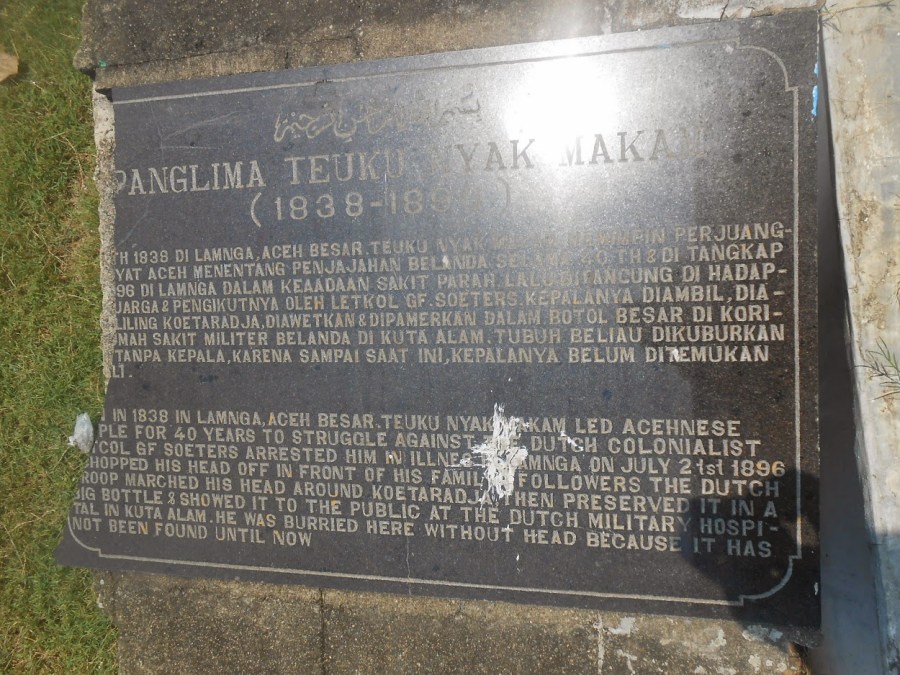 PANGLIMA TEUKU NYAK MAKAM
(1838-189
TH 1838 DI LAMNGA, ACEH BESAR. TEUKU NYAK MEMIMPIN PERJUANG-
YAT ACEH MENENTANG PENJAJAHAN BELANDA SELAMA 40 TH & DI TANGKAP
96 DI LAMNGA DALAM KEAADAAN SAKIT PARAH LALU DIPANCUNG DI HADAP-
UARGA & PENGIKUTNYA OLEH LETKOL GF. SOETERS. KEPALANYA DIAMBIL, DIA-
LILING KOETARADJA, DIAWETKAN & DIPAMERKAN DALAM BOTOL BESAR DI KORI-
MAH SAKIT MILITER BELANDA DI KUTA ALAM. TUBUH BELIAU DIKUBURKAN
TANPA KEPALA, KARENA SAMPAI SAAT INI, KEPALANYA BELUM DITEMUKAN
LI.
IN 1838 IN LAMNGA, ACEH BESAR. TEUKU NYAK MAKAM LED ACEHNESE
PLE FOR 40 YEARS TO STRUGGLE AGAINST DUTCH COLONIALIST
COL GF SOETERS ARRESTED HIM IN ILLNESS LAMNGA ON JULY 21st 1896
CHOPPED HIS HEAD OFF IN FRONT OF HIS FAMILY FOLLOWERS THE DUTCH
ROOP MARCHED HIS HEAD AROUND KOETARADJA THEN PRESERVED IT IN A
BIG BOTTLE & SHOWED IT TO THE PUBLIC AT THE DUTCH MILITARY HOSPI-
TAL IN KUTA ALAM. HE WAS BURRIED HERE WITHOUT HEAD BECAUSE IT HAS
NOT BEEN FOUND UNTIL NOW